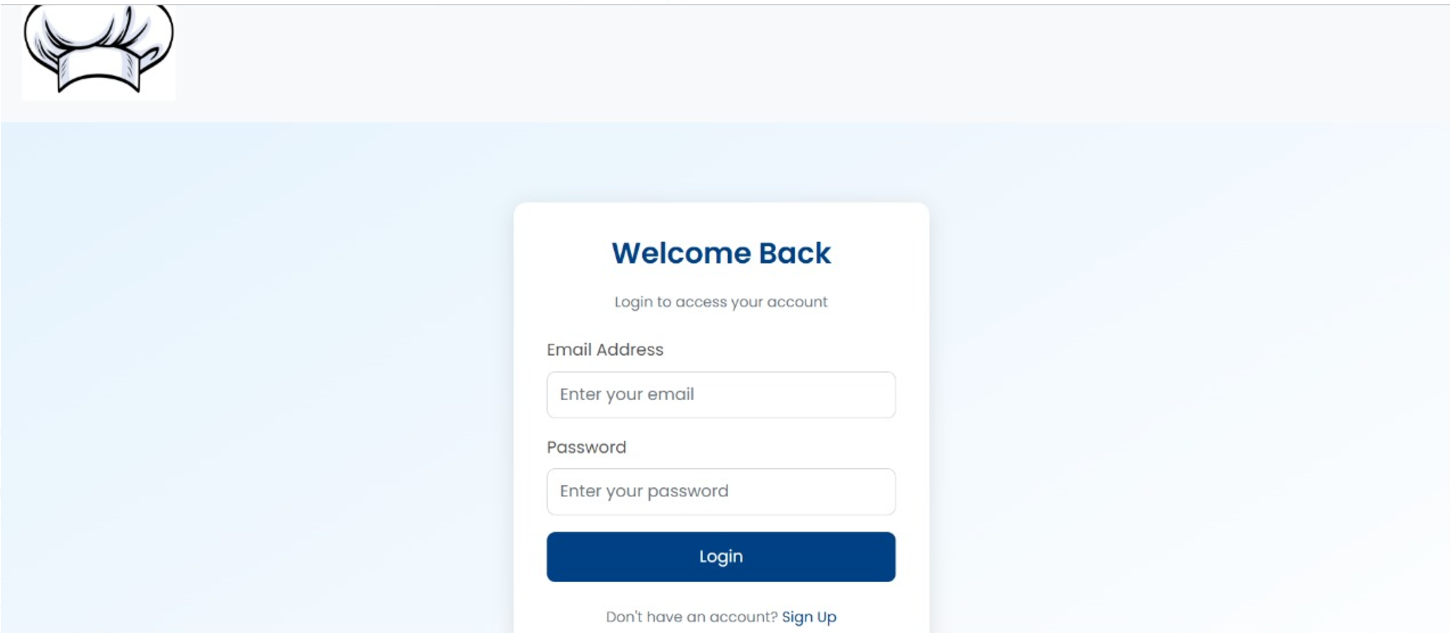 Welcome Back
Login to access your account
Email Address
Enter your email
Password
Enter your password
Login
Don't have an account? Sign Up